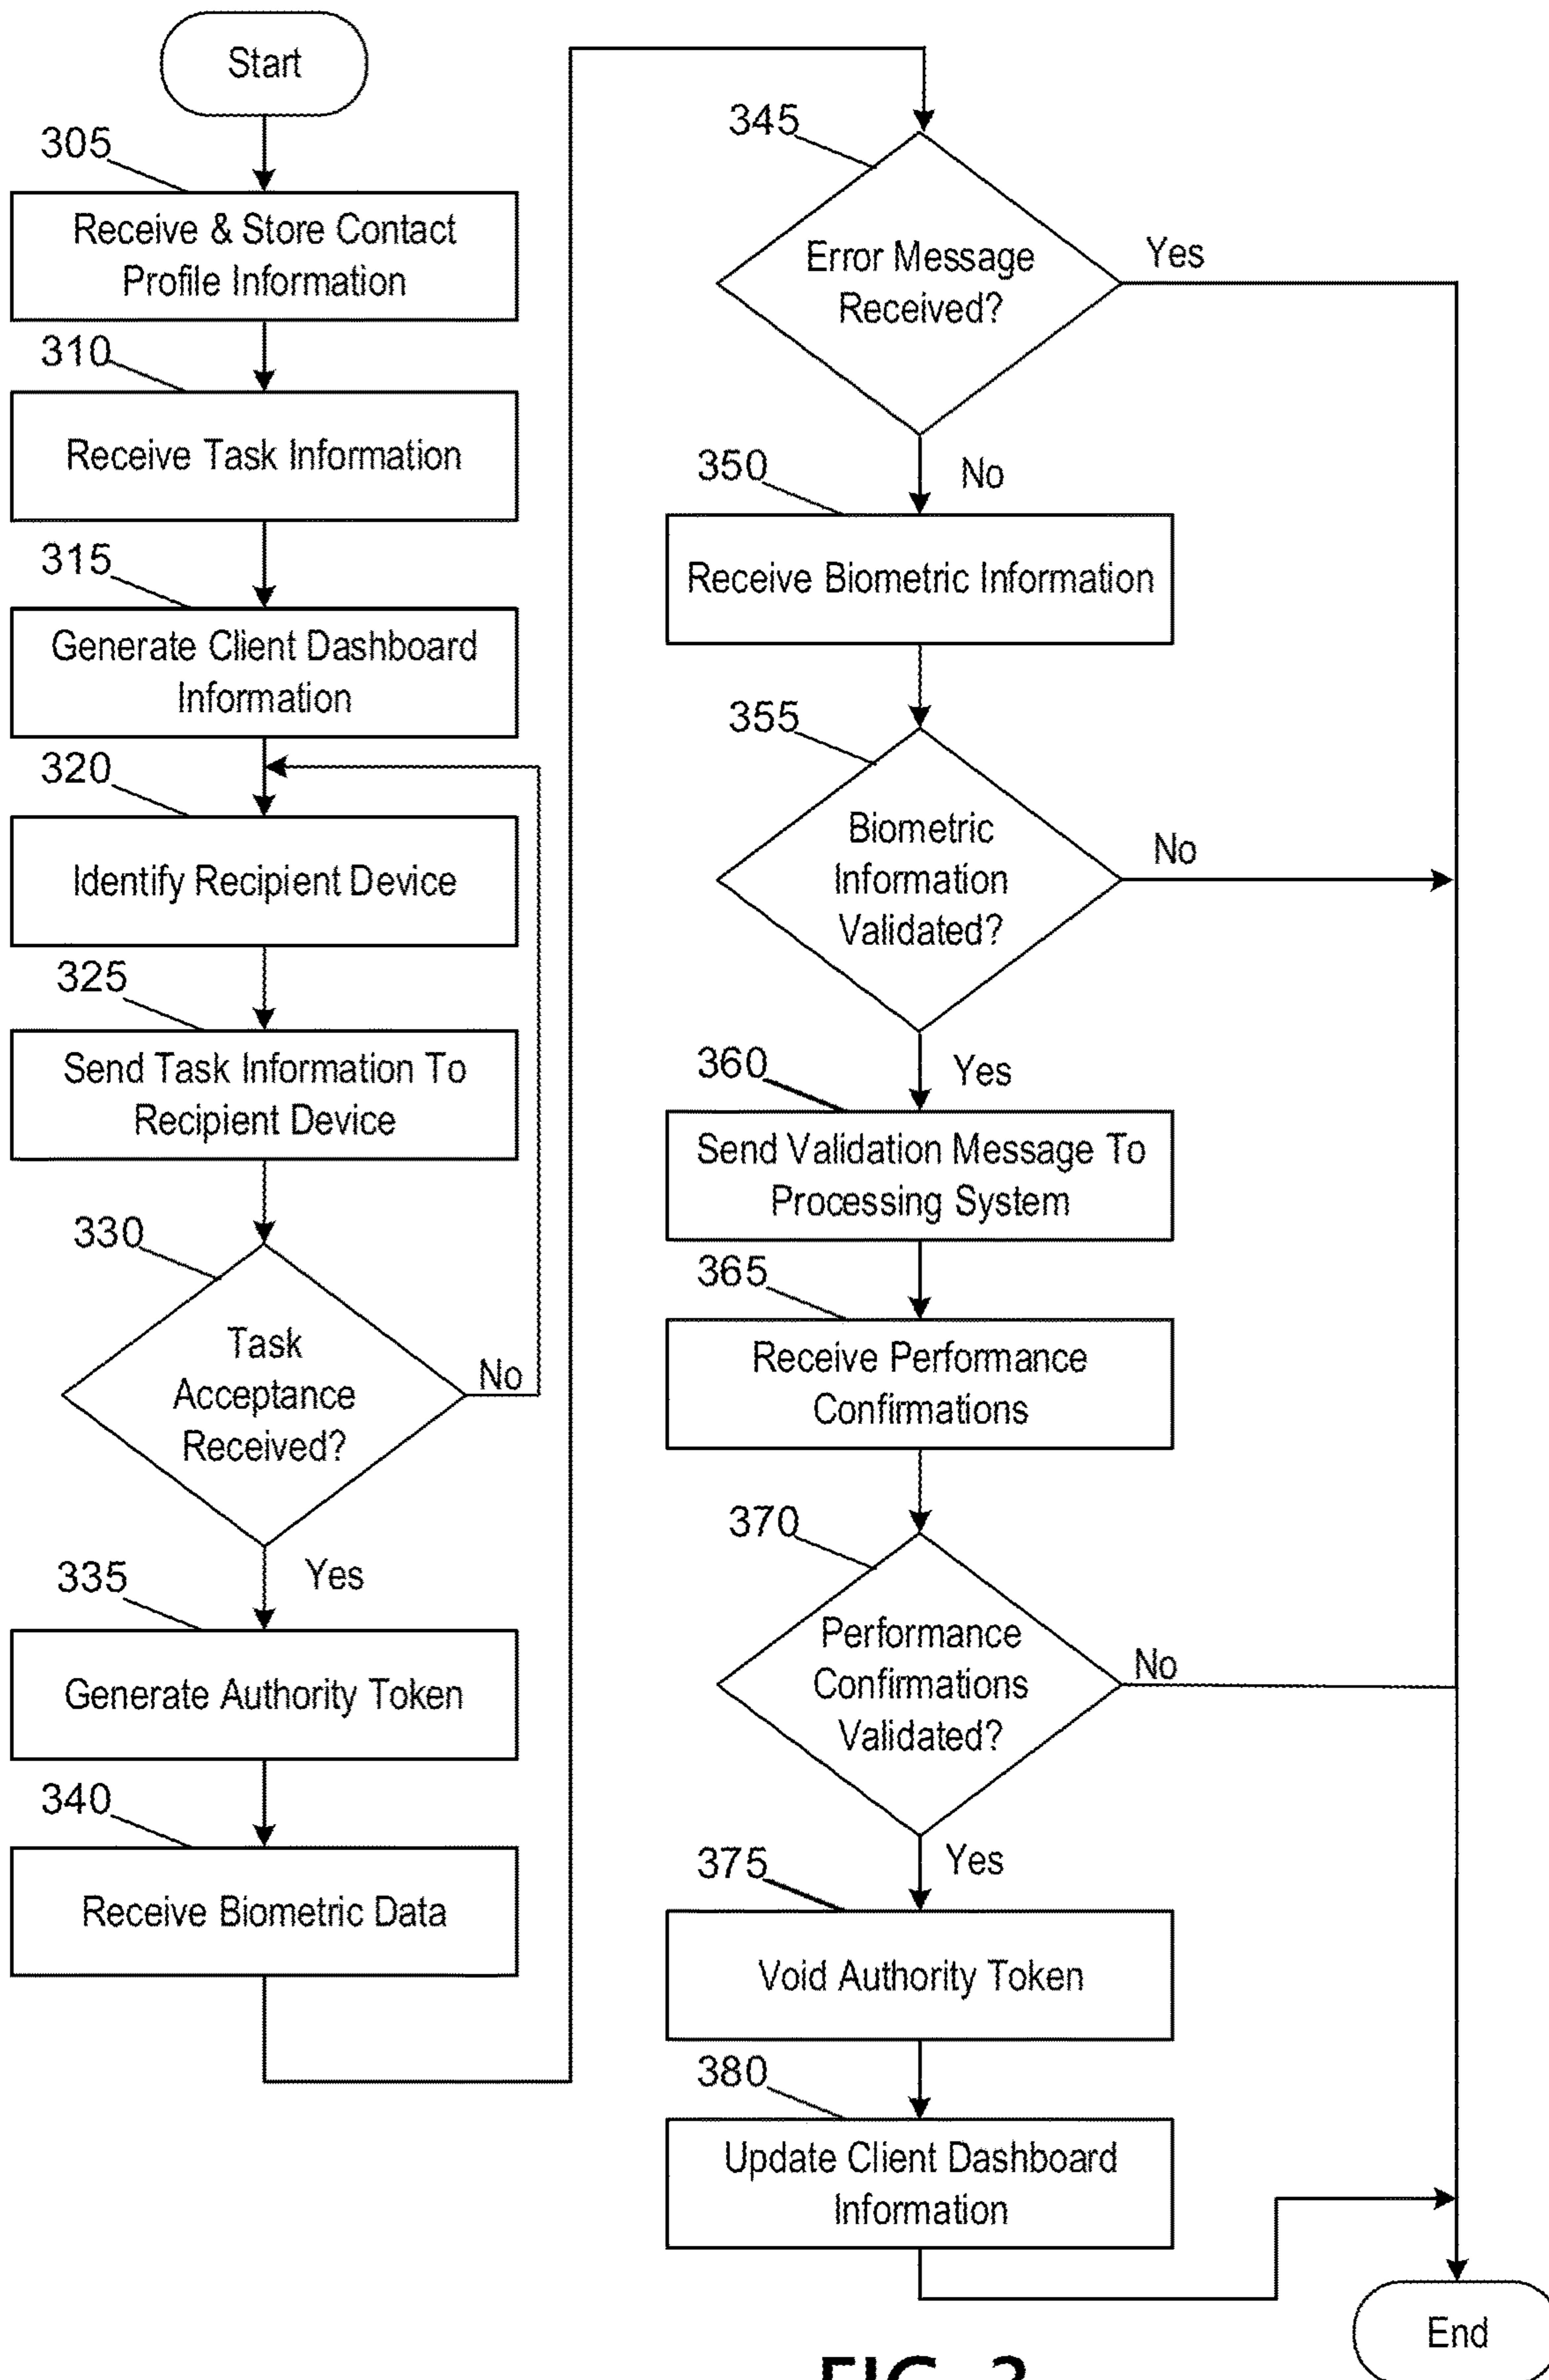 Start
305
Receive & Store Contact
Profile Information
310
Receive Task Information
315
Generate Client Dashboard
Information
320
Identify Recipient Device
325
Send Task Information To
Recipient Device
330
Task
Acceptance
Received?
No
Yes
335
Generate Authority Token
340
Receive Biometric Data
345
Error Message
Received?
Yes
No
350
Receive Biometric Information
355
Biometric
Information
Validated?
No
Yes
360
Send Validation Message To
Processing System
365
Receive Performance
Confirmations
370
Performance
Confirmations
Validated?
No
Yes
375
Void Authority Token
380
Update Client Dashboard
Information
End
FIG. 3